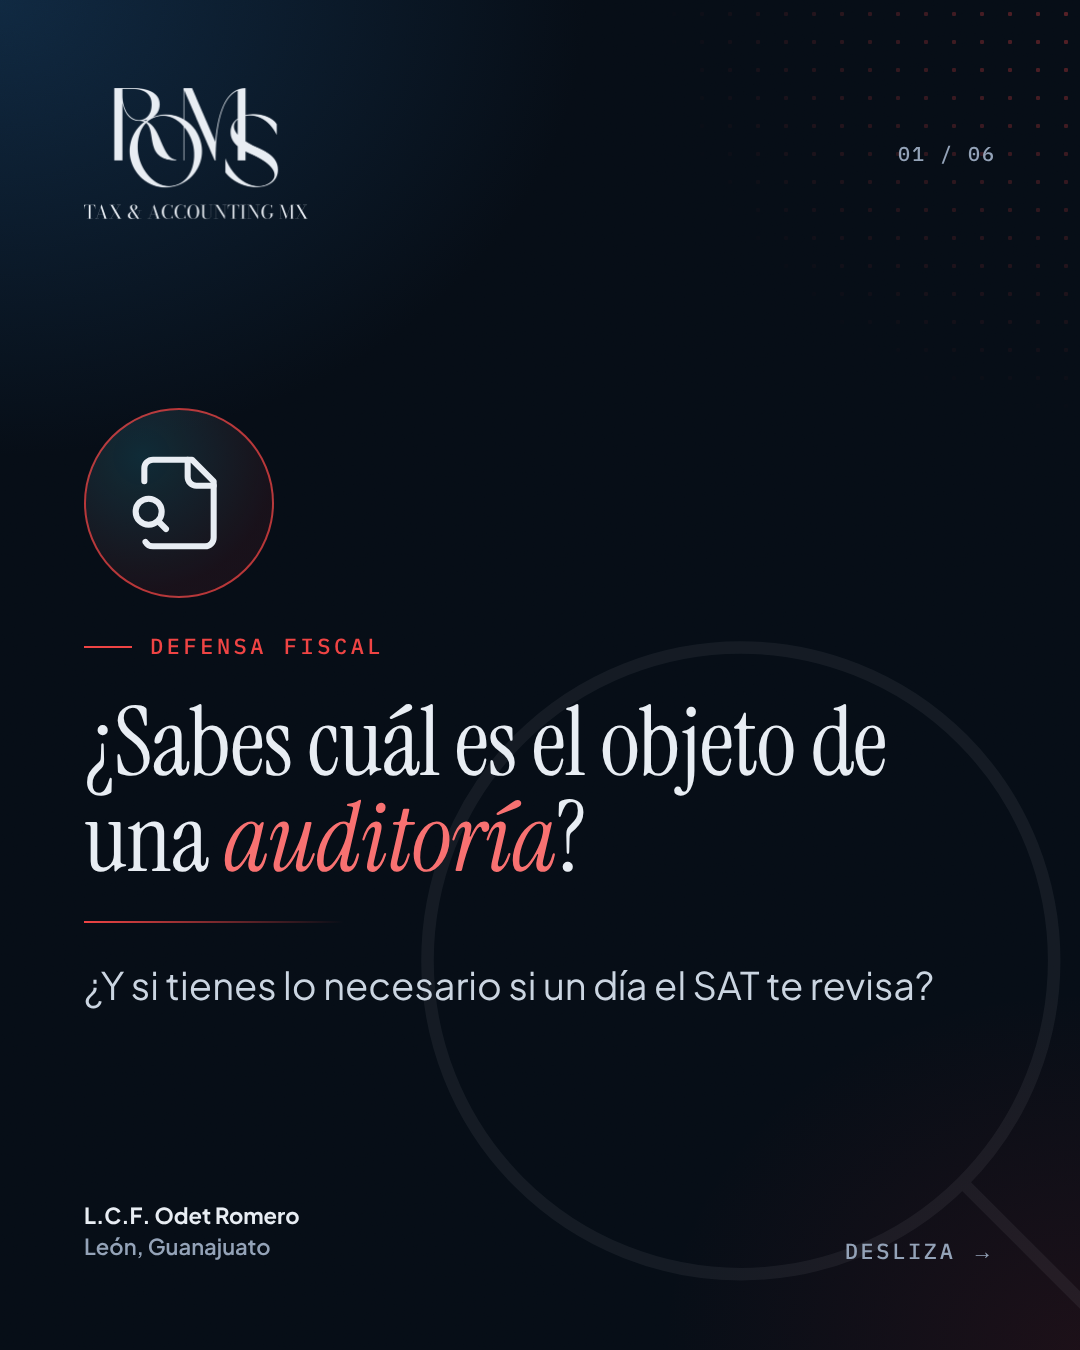 ROMS
TAX & ACCOUNTING MX
01 / 06
DEFENSA FISCAL
¿Sabes cuál es el objeto de
una auditoría?
¿Y si tienes lo necesario si un día el SAT te revisa?
L.C.F. Odet Romero
León, Guanajuato
DESLIZA →